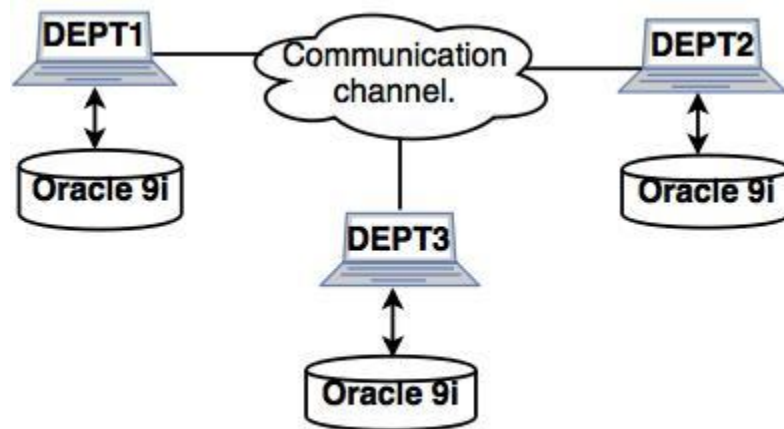 DEPT1
Communication
channel.
DEPT2
Oracle 9i
Oracle 9i
DEPT3
Oracle 9i